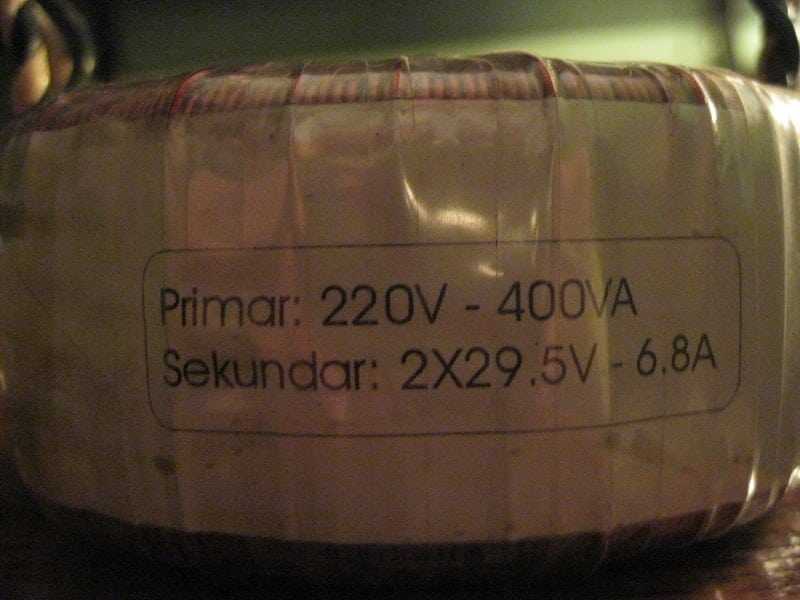 Primar: 220V - 400VA
Sekundar: 2X29.5V - 6.8A